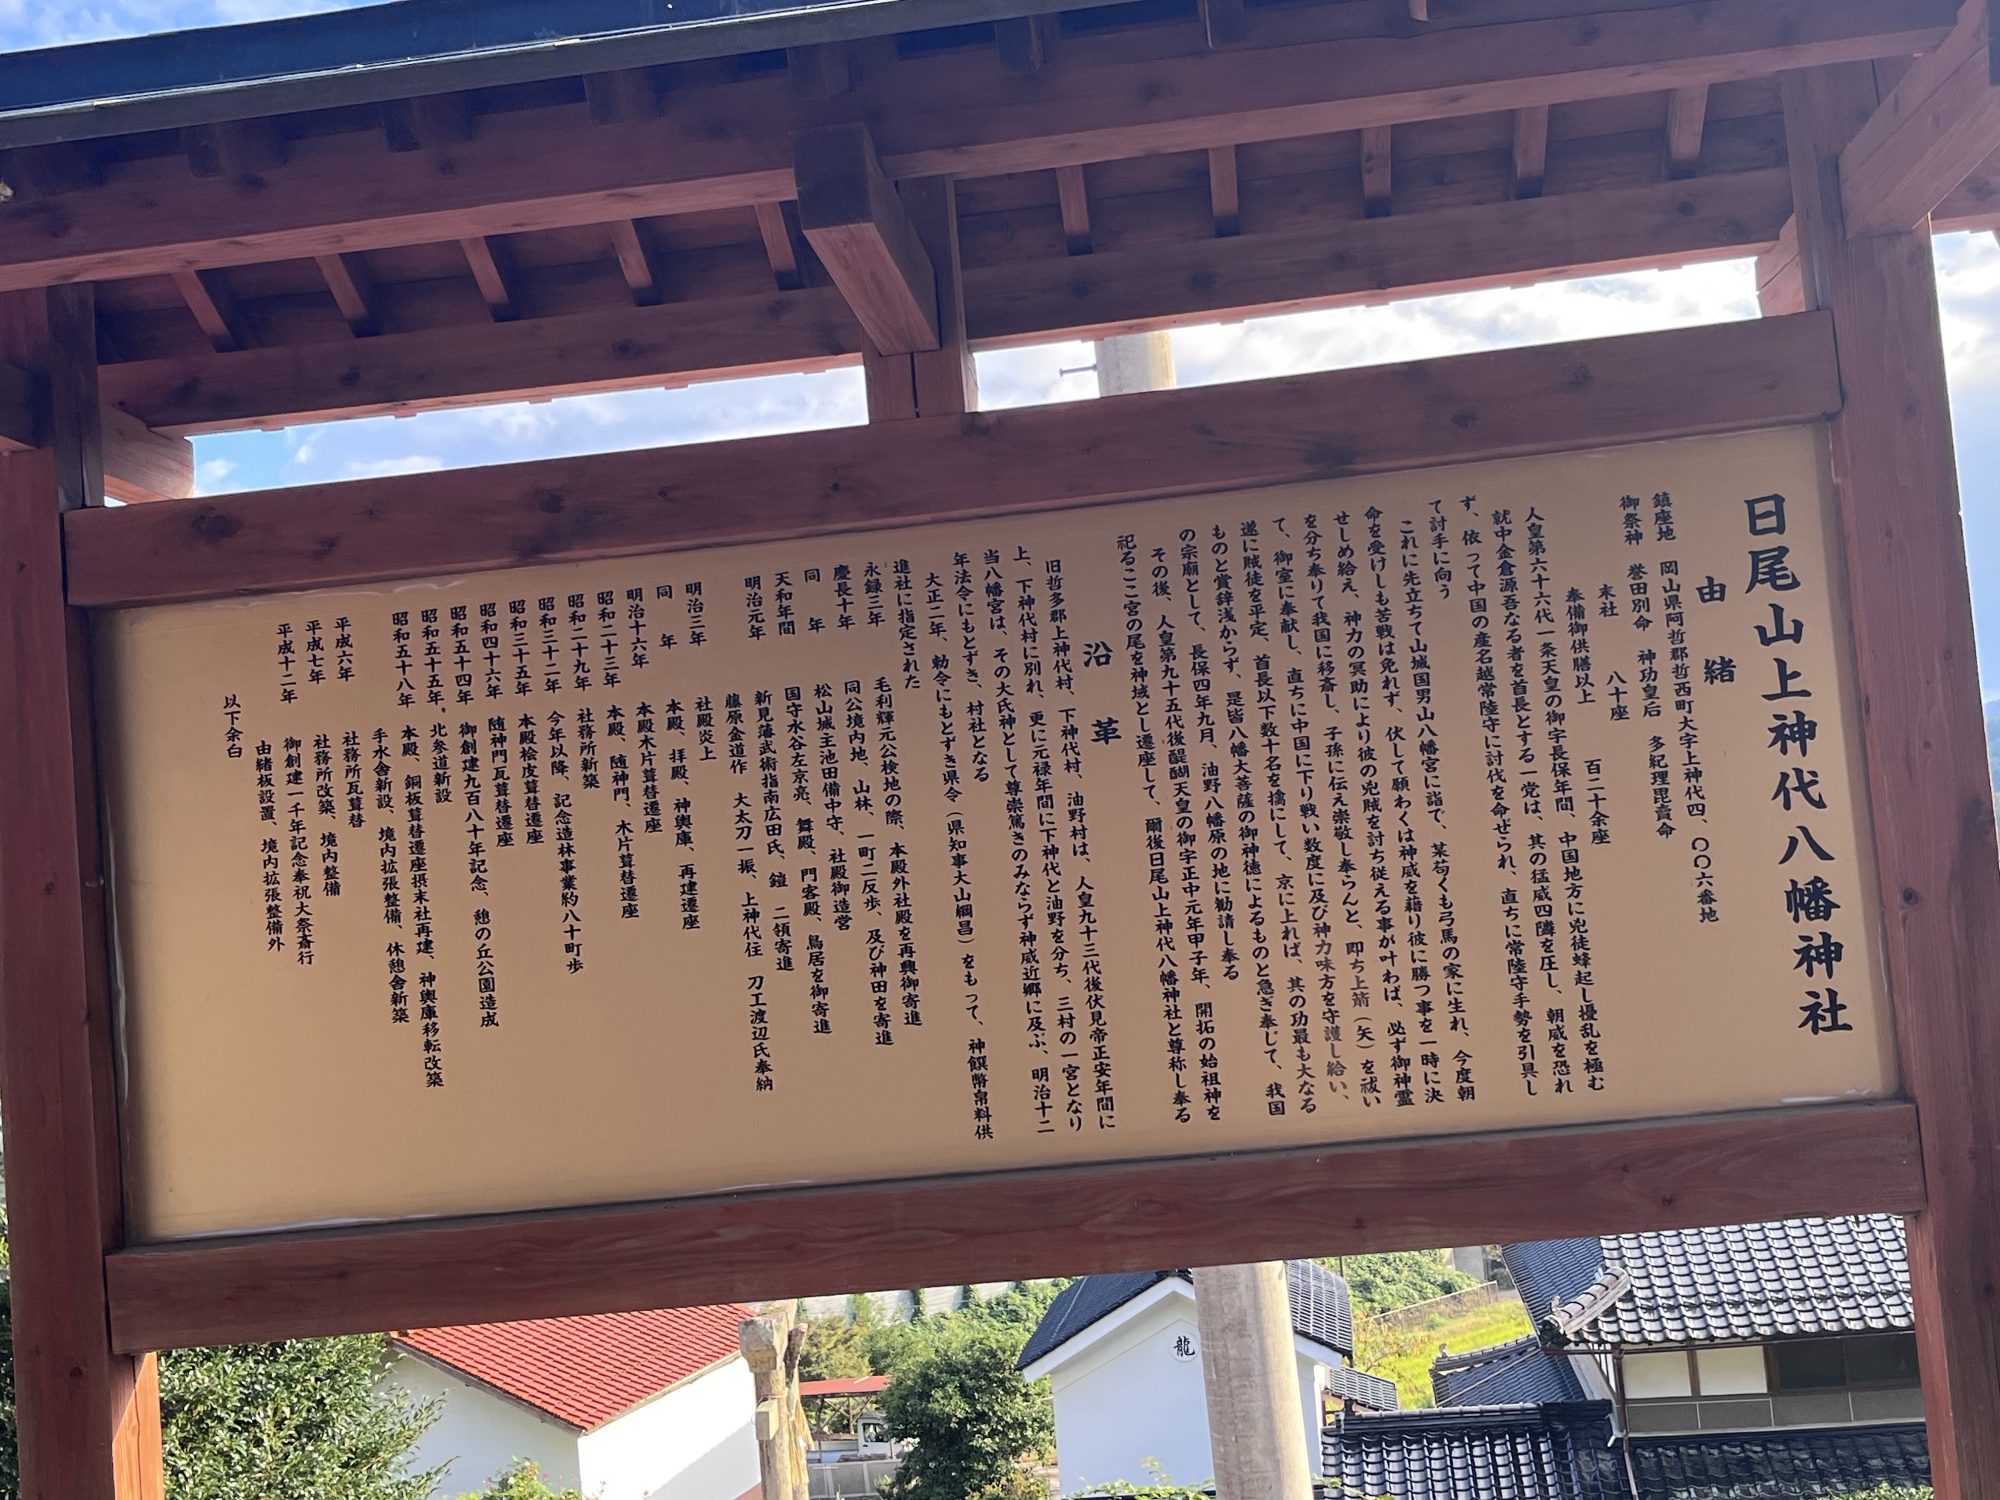 日尾山上神代八幡神社
由緒
鎮座地　岡山県阿哲郡哲西町大字上神代四、〇〇六番地
御祭神　誉田別命　神功皇后　多紀理毘賣命
末社　八十座
奉備御供膳以上　百二十余座
人皇第六十六代一条天皇の御宇長保年間、中国地方に兇徒蜂起し擾乱を極む
就中金倉源吾なる者を首長とする一党は、其の猛威四隣を圧し、朝威を恐れ
ず、依って中国の産名越常陸守に討伐を命ぜられ、直ちに常陸守手勢を引具し
て討手に向う
これに先立ちて山城国男山八幡宮に詣で、某苟くも弓馬の家に生れ、今度朝
命を受けしも苦戦は免れず、伏して願わくは神威を藉り彼に勝つ事を一時に決
せしめ給え、神力の冥助により彼の兇賊を討ち従える事が叶わば、必ず御神霊
を分ち奉りて我国に移斎し、子孫に伝え崇敬し奉らんと、即ち上箭（矢）を祓い
て、御室に奉献し、直ちに中国に下り戦い数度に及び神力味方を守護し給い、
遂に賊徒を平定、首長以下数十名を擒にして、京に上れば、其の功最も大なる
ものと賞辞浅からず、是皆八幡大菩薩の御神徳によるものと急ぎ奉じて、我国
の宗廟として、長保四年九月、油野八幡原の地に勧請し奉る
その後、人皇第九十五代後醍醐天皇の御宇正中元年甲子年、開拓の始祖神を
祀るここ宮の尾を神域とし遷座して、爾後日尾山上神代八幡神社と尊称し奉る
沿革
旧哲多郡上神代村、下神代村、油野村は、人皇九十三代後伏見帝正安年間に
上、下神代村に別れ、更に元禄年間に下神代と油野を分ち、三村の一宮となり
当八幡宮は、その大氏神として尊崇篤きのみならず神威近郷に及ぶ、明治十二
年法令にもとずき、村社となる
大正二年、勅令にもとずき県令（県知事大山綱昌）をもって、神饌幣帛料供
進社に指定された
永録三年　毛利輝元公検地の際、本殿外社殿を再興御寄進
慶長十年　同公境内地、山林、一町二反歩、及び神田を寄進
同年　松山城主池田備中守、社殿御造営
天和年間　国守水谷左京亮、舞殿、門客殿、鳥居を御寄進
明治元年　新見藩武術指南広田氏、鎧　二領寄進
藤原金道作　大太刀一振、上神代住　刀工渡辺氏奉納
明治三年　社殿炎上
同年　本殿、拝殿、神輿庫、再建遷座
明治十六年　本殿木片葺替遷座
昭和二十三年　本殿、随神門、木片葺替遷座
昭和二十九年　社務所新築
昭和三十二年　今年以降、記念造林事業約八十町歩
昭和三十五年　本殿桧皮葺替遷座
昭和四十六年　随神門瓦葺替遷座
昭和五十四年　御創建九百八十年記念、憩の丘公園造成
昭和五十五年、北参道新設
昭和五十八年　本殿、銅板葺替遷座摂末社再建、神輿庫移転改築
手水舎新設、境内拡張整備、休憩舎新築
平成六年　社務所瓦葺替
平成七年　社務所改築、境内整備
平成十二年　御創建一千年記念奉祝大祭斎行
由緒板設置、境内拡張整備外
以下余白
龍